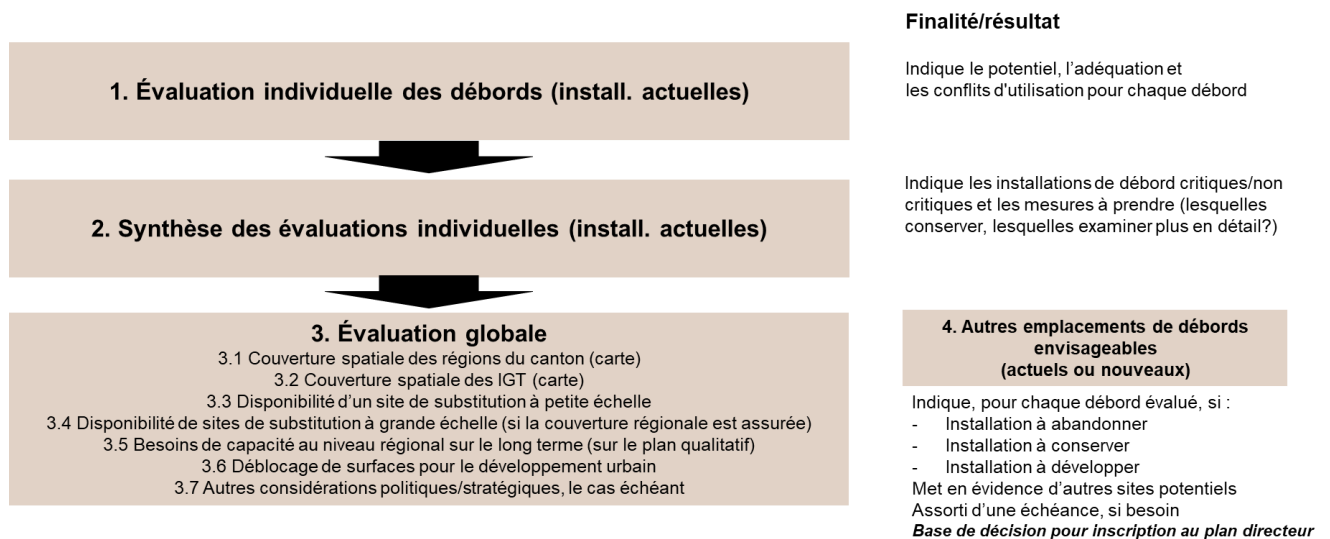 Finalité/résultat
1. Évaluation individuelle des débords (install. actuelles)
Indique le potentiel, l'adéquation et
les conflits d'utilisation pour chaque débord
2. Synthèse des évaluations individuelles (install. actuelles)
Indique les installations de débord critiques/non
critiques et les mesures à prendre (lesquelles
conserver, lesquelles examiner plus en détail?)
3. Évaluation globale
3.1 Couverture spatiale des régions du canton (carte)
3.2 Couverture spatiale des IGT (carte)
3.3 Disponibilité d'un site de substitution à petite échelle
3.4 Disponibilité de sites de substitution à grande échelle (si la couverture régionale est assurée)
3.5 Besoins de capacité au niveau régional sur le long terme (sur le plan qualitatif)
3.6 Déblocage de surfaces pour le développement urbain
3.7 Autres considérations politiques/stratégiques, le cas échéant
4. Autres emplacements de débords
envisageables
(actuels ou nouveaux)
Indique, pour chaque débord évalué, si :
- Installation à abandonner
- Installation à conserver
- Installation à développer
Met en évidence d'autres sites potentiels
Assorti d'une échéance, si besoin
Base de décision pour inscription au plan directeur